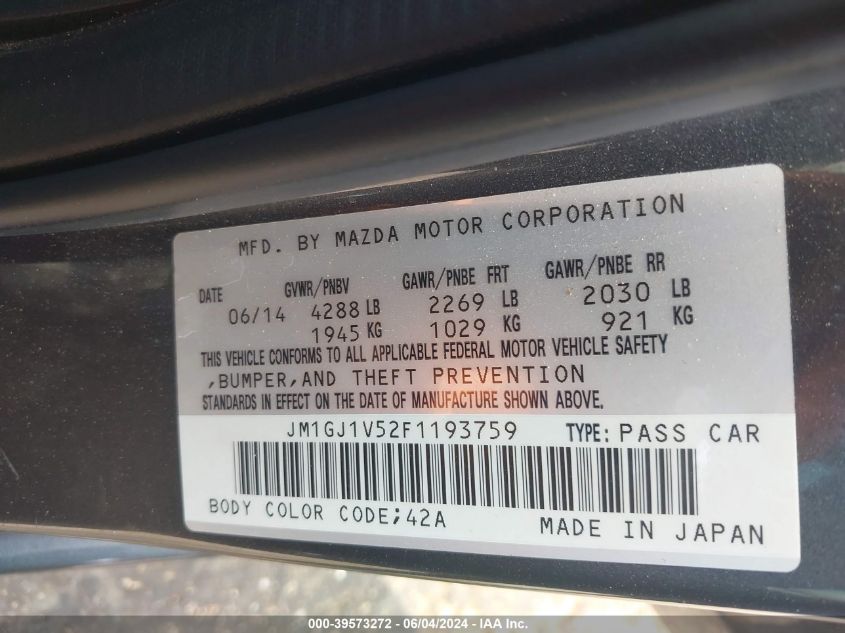 MFD. BY MAZDA MOTOR CORPORATION
DATE GVWR/PNBV GAWR/PNBE FRT GAWR/PNBE RR
06/14 4288 LB 2269 LB 2030 LB
1945 KG 1029 KG 921 KG
THIS VEHICLE CONFORMS TO ALL APPLICABLE FEDERAL MOTOR VEHICLE SAFETY
,BUMPER,AND THEFT PREVENTION
STANDARDS IN EFFECT ON THE DATE OF MANUFACTURE SHOWN ABOVE.
JM1GJ1V52F1193759 TYPE: PASS CAR
BODY COLOR CODE;42A MADE IN JAPAN
000-39573272 - 06/04/2024 - IAA Inc.